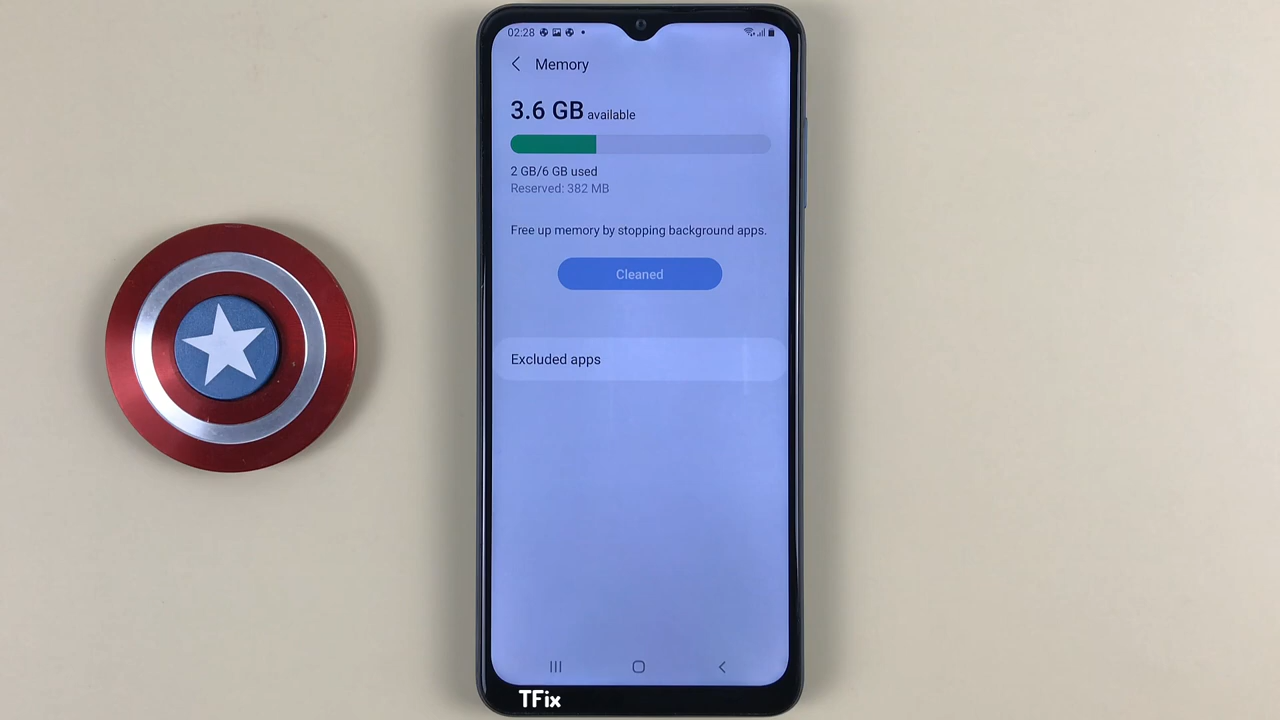 02:28
Memory
3.6 GB available
2 GB/6 GB used
Reserved: 382 MB
Free up memory by stopping background apps.
Cleaned
Excluded apps
TFix